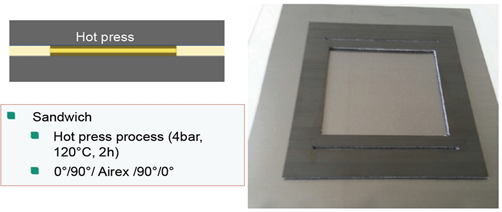 Hot press
Sandwich
Hot press process (4bar,
120°C, 2h)
0°/90°/ Airex /90°/0°